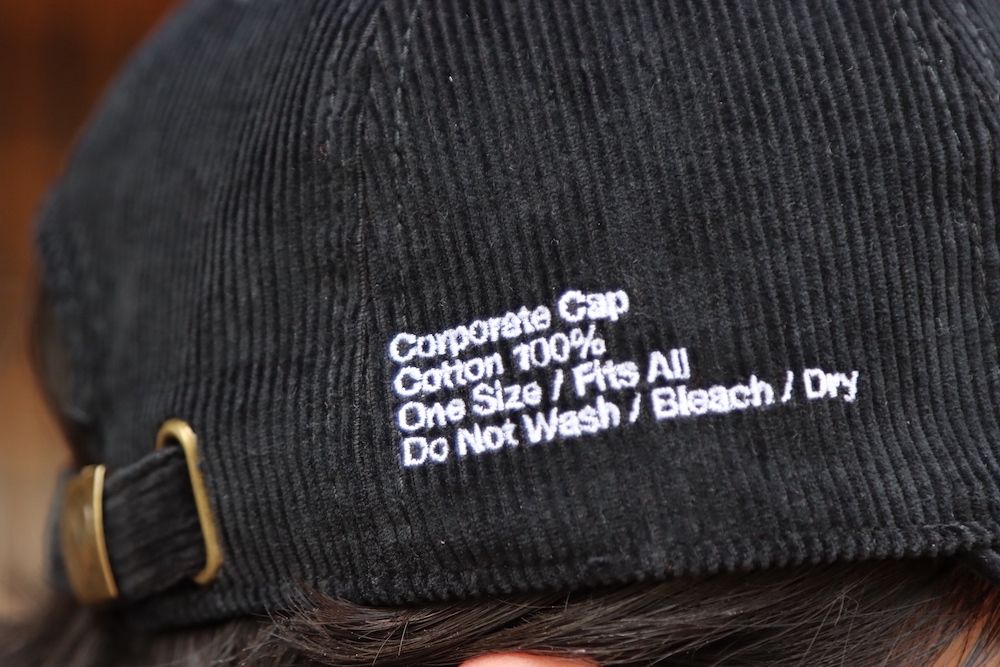 Corporate Cap
Cotton 100%
One Size / Fits All
Do Not Wash / Bleach / Dry